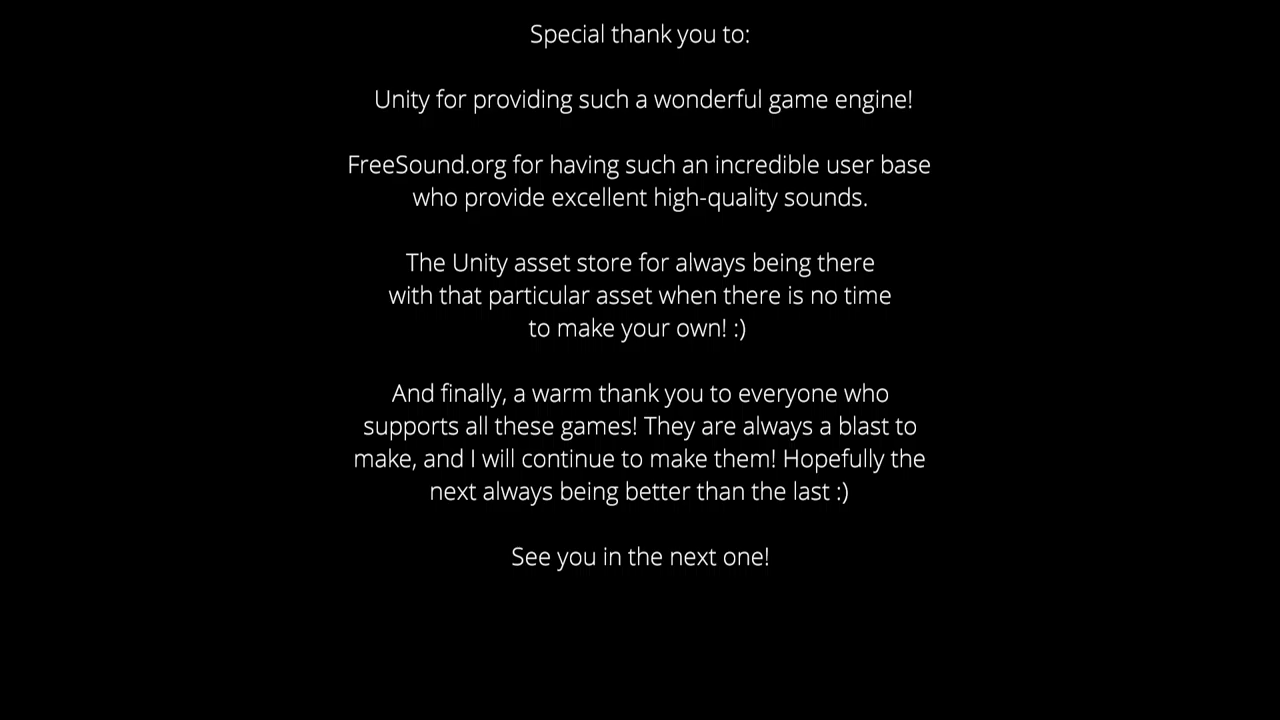 Special thank you to:
Unity for providing such a wonderful game engine!
FreeSound.org for having such an incredible user base
who provide excellent high-quality sounds.
The Unity asset store for always being there
with that particular asset when there is no time
to make your own! :)
And finally, a warm thank you to everyone who
supports all these games! They are always a blast to
make, and I will continue to make them! Hopefully the
next always being better than the last :)
See you in the next one!